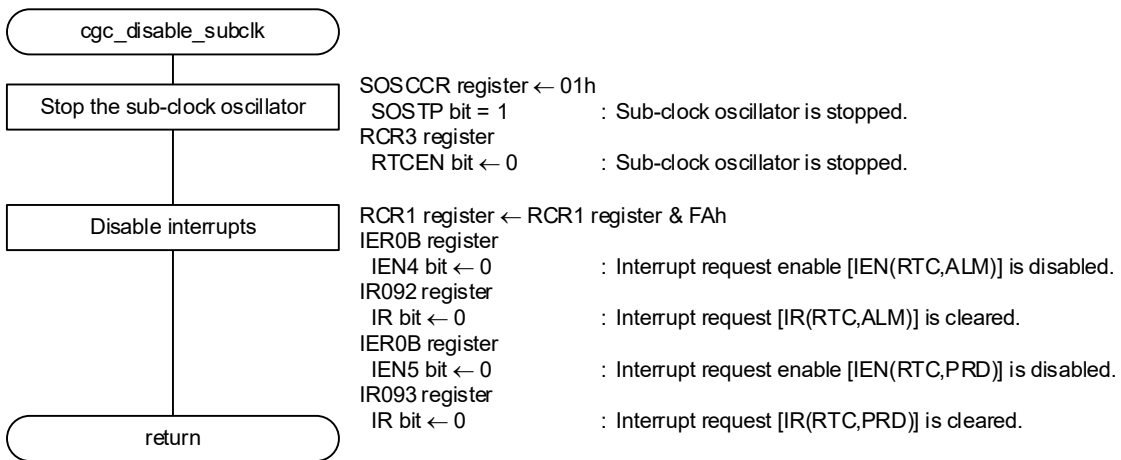 cgc_disable_subclk
Stop the sub-clock oscillator
SOSCCR register ← 01h
SOSTP bit = 1 : Sub-clock oscillator is stopped.
RCR3 register
RTCEN bit ← 0 : Sub-clock oscillator is stopped.
Disable interrupts
RCR1 register ← RCR1 register & FAh
IER0B register
IEN4 bit ← 0 : Interrupt request enable [IEN(RTC,ALM)] is disabled.
IR092 register
IR bit ← 0 : Interrupt request [IR(RTC,ALM)] is cleared.
IER0B register
IEN5 bit ← 0 : Interrupt request enable [IEN(RTC,PRD)] is disabled.
IR093 register
IR bit ← 0 : Interrupt request [IR(RTC,PRD)] is cleared.
return